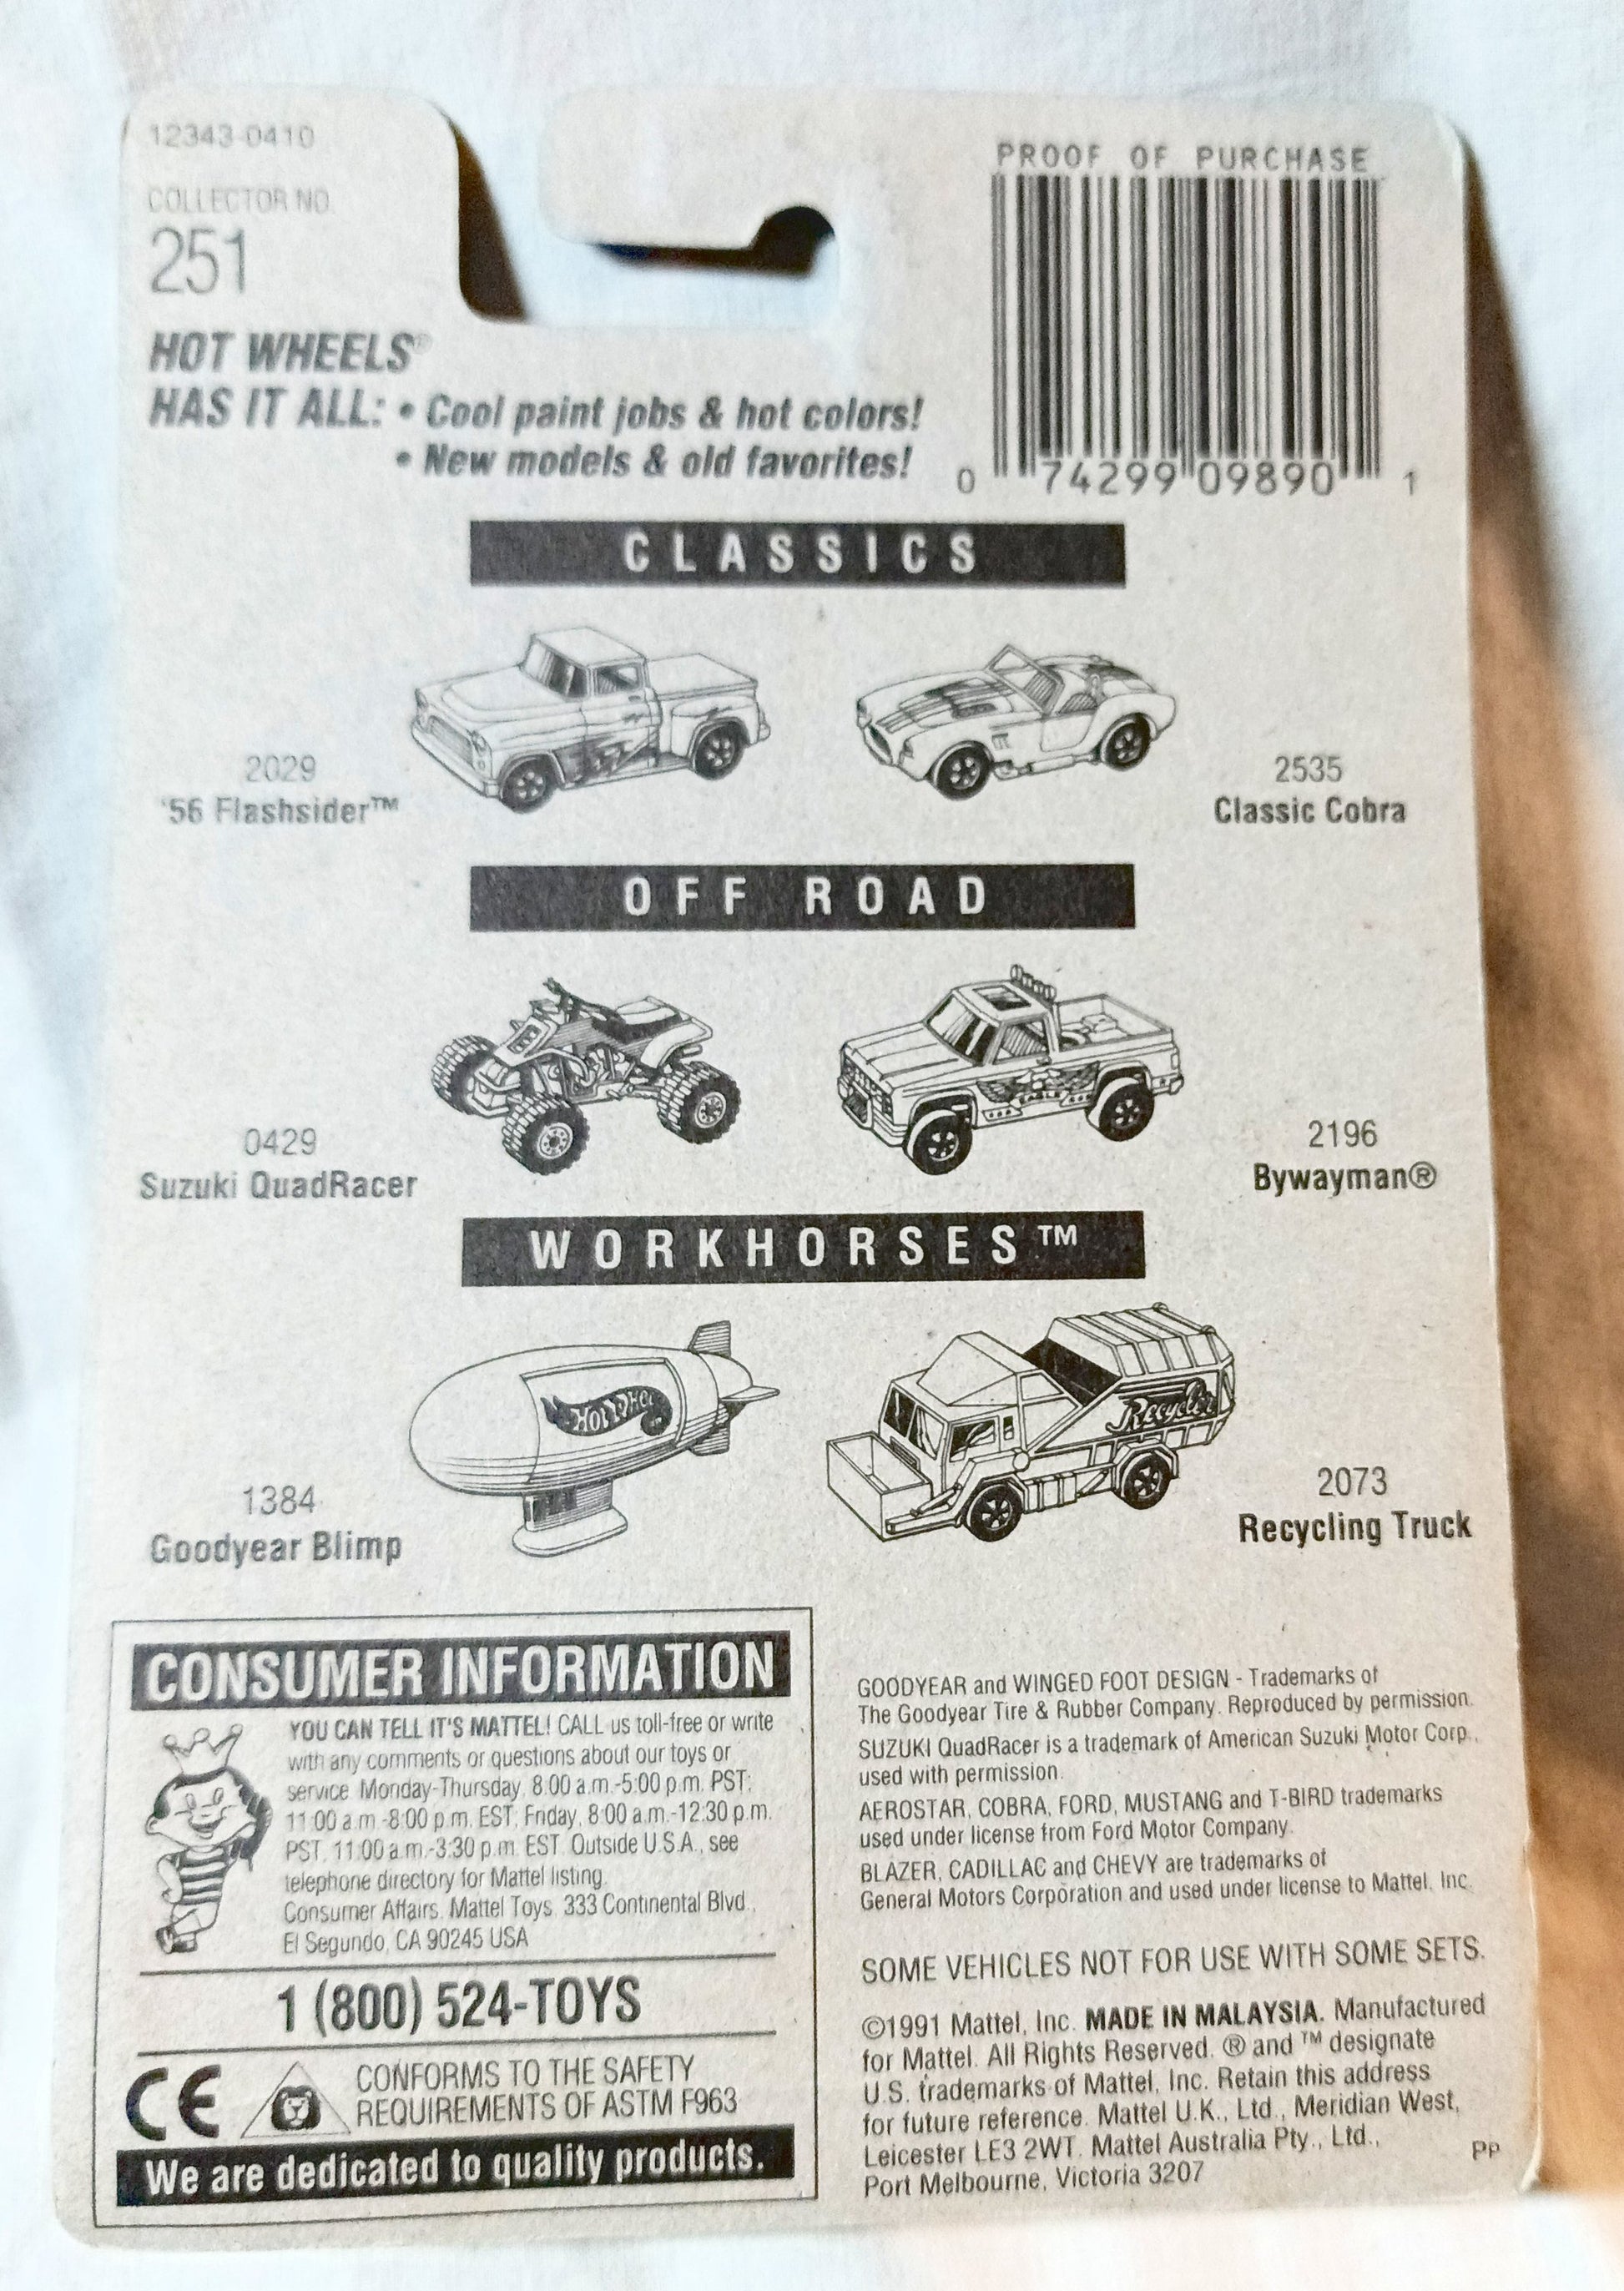 12343-0410
COLLECTOR NO.
251
HOT WHEELS®
HAS IT ALL: • Cool paint jobs & hot colors!
• New models & old favorites!
PROOF OF PURCHASE
0 74299 09890 1
CLASSICS
2029
'56 Flashsider™
2535
Classic Cobra
OFF ROAD
EAGLE
0429
Suzuki QuadRacer
2196
Bywayman®
WORKHORSES™
HOT WHE
Recycler
1384
Goodyear Blimp
2073
Recycling Truck
CONSUMER INFORMATION
YOU CAN TELL IT'S MATTEL! CALL us toll-free or write
with any comments or questions about our toys or
service Monday-Thursday, 8:00 a.m.-5:00 p.m. PST;
11:00 a.m.-8:00 p.m. EST; Friday, 8:00 a.m.-12:30 p.m.
PST, 11:00 a.m.-3:30 p.m. EST. Outside U.S.A., see
telephone directory for Mattel listing.
Consumer Affairs, Mattel Toys, 333 Continental Blvd.,
El Segundo, CA 90245 USA
1 (800) 524-TOYS
CE
CONFORMS TO THE SAFETY
REQUIREMENTS OF ASTM F963
We are dedicated to quality products.
GOODYEAR and WINGED FOOT DESIGN - Trademarks of
The Goodyear Tire & Rubber Company. Reproduced by permission.
SUZUKI QuadRacer is a trademark of American Suzuki Motor Corp.,
used with permission.
AEROSTAR, COBRA, FORD, MUSTANG and T-BIRD trademarks
used under license from Ford Motor Company.
BLAZER, CADILLAC and CHEVY are trademarks of
General Motors Corporation and used under license to Mattel, Inc.
SOME VEHICLES NOT FOR USE WITH SOME SETS.
©1991 Mattel, Inc. MADE IN MALAYSIA. Manufactured
for Mattel. All Rights Reserved. ® and ™ designate
U.S. trademarks of Mattel, Inc. Retain this address
for future reference. Mattel U.K., Ltd., Meridian West,
Leicester LE3 2WT. Mattel Australia Pty., Ltd.,
Port Melbourne, Victoria 3207
PP